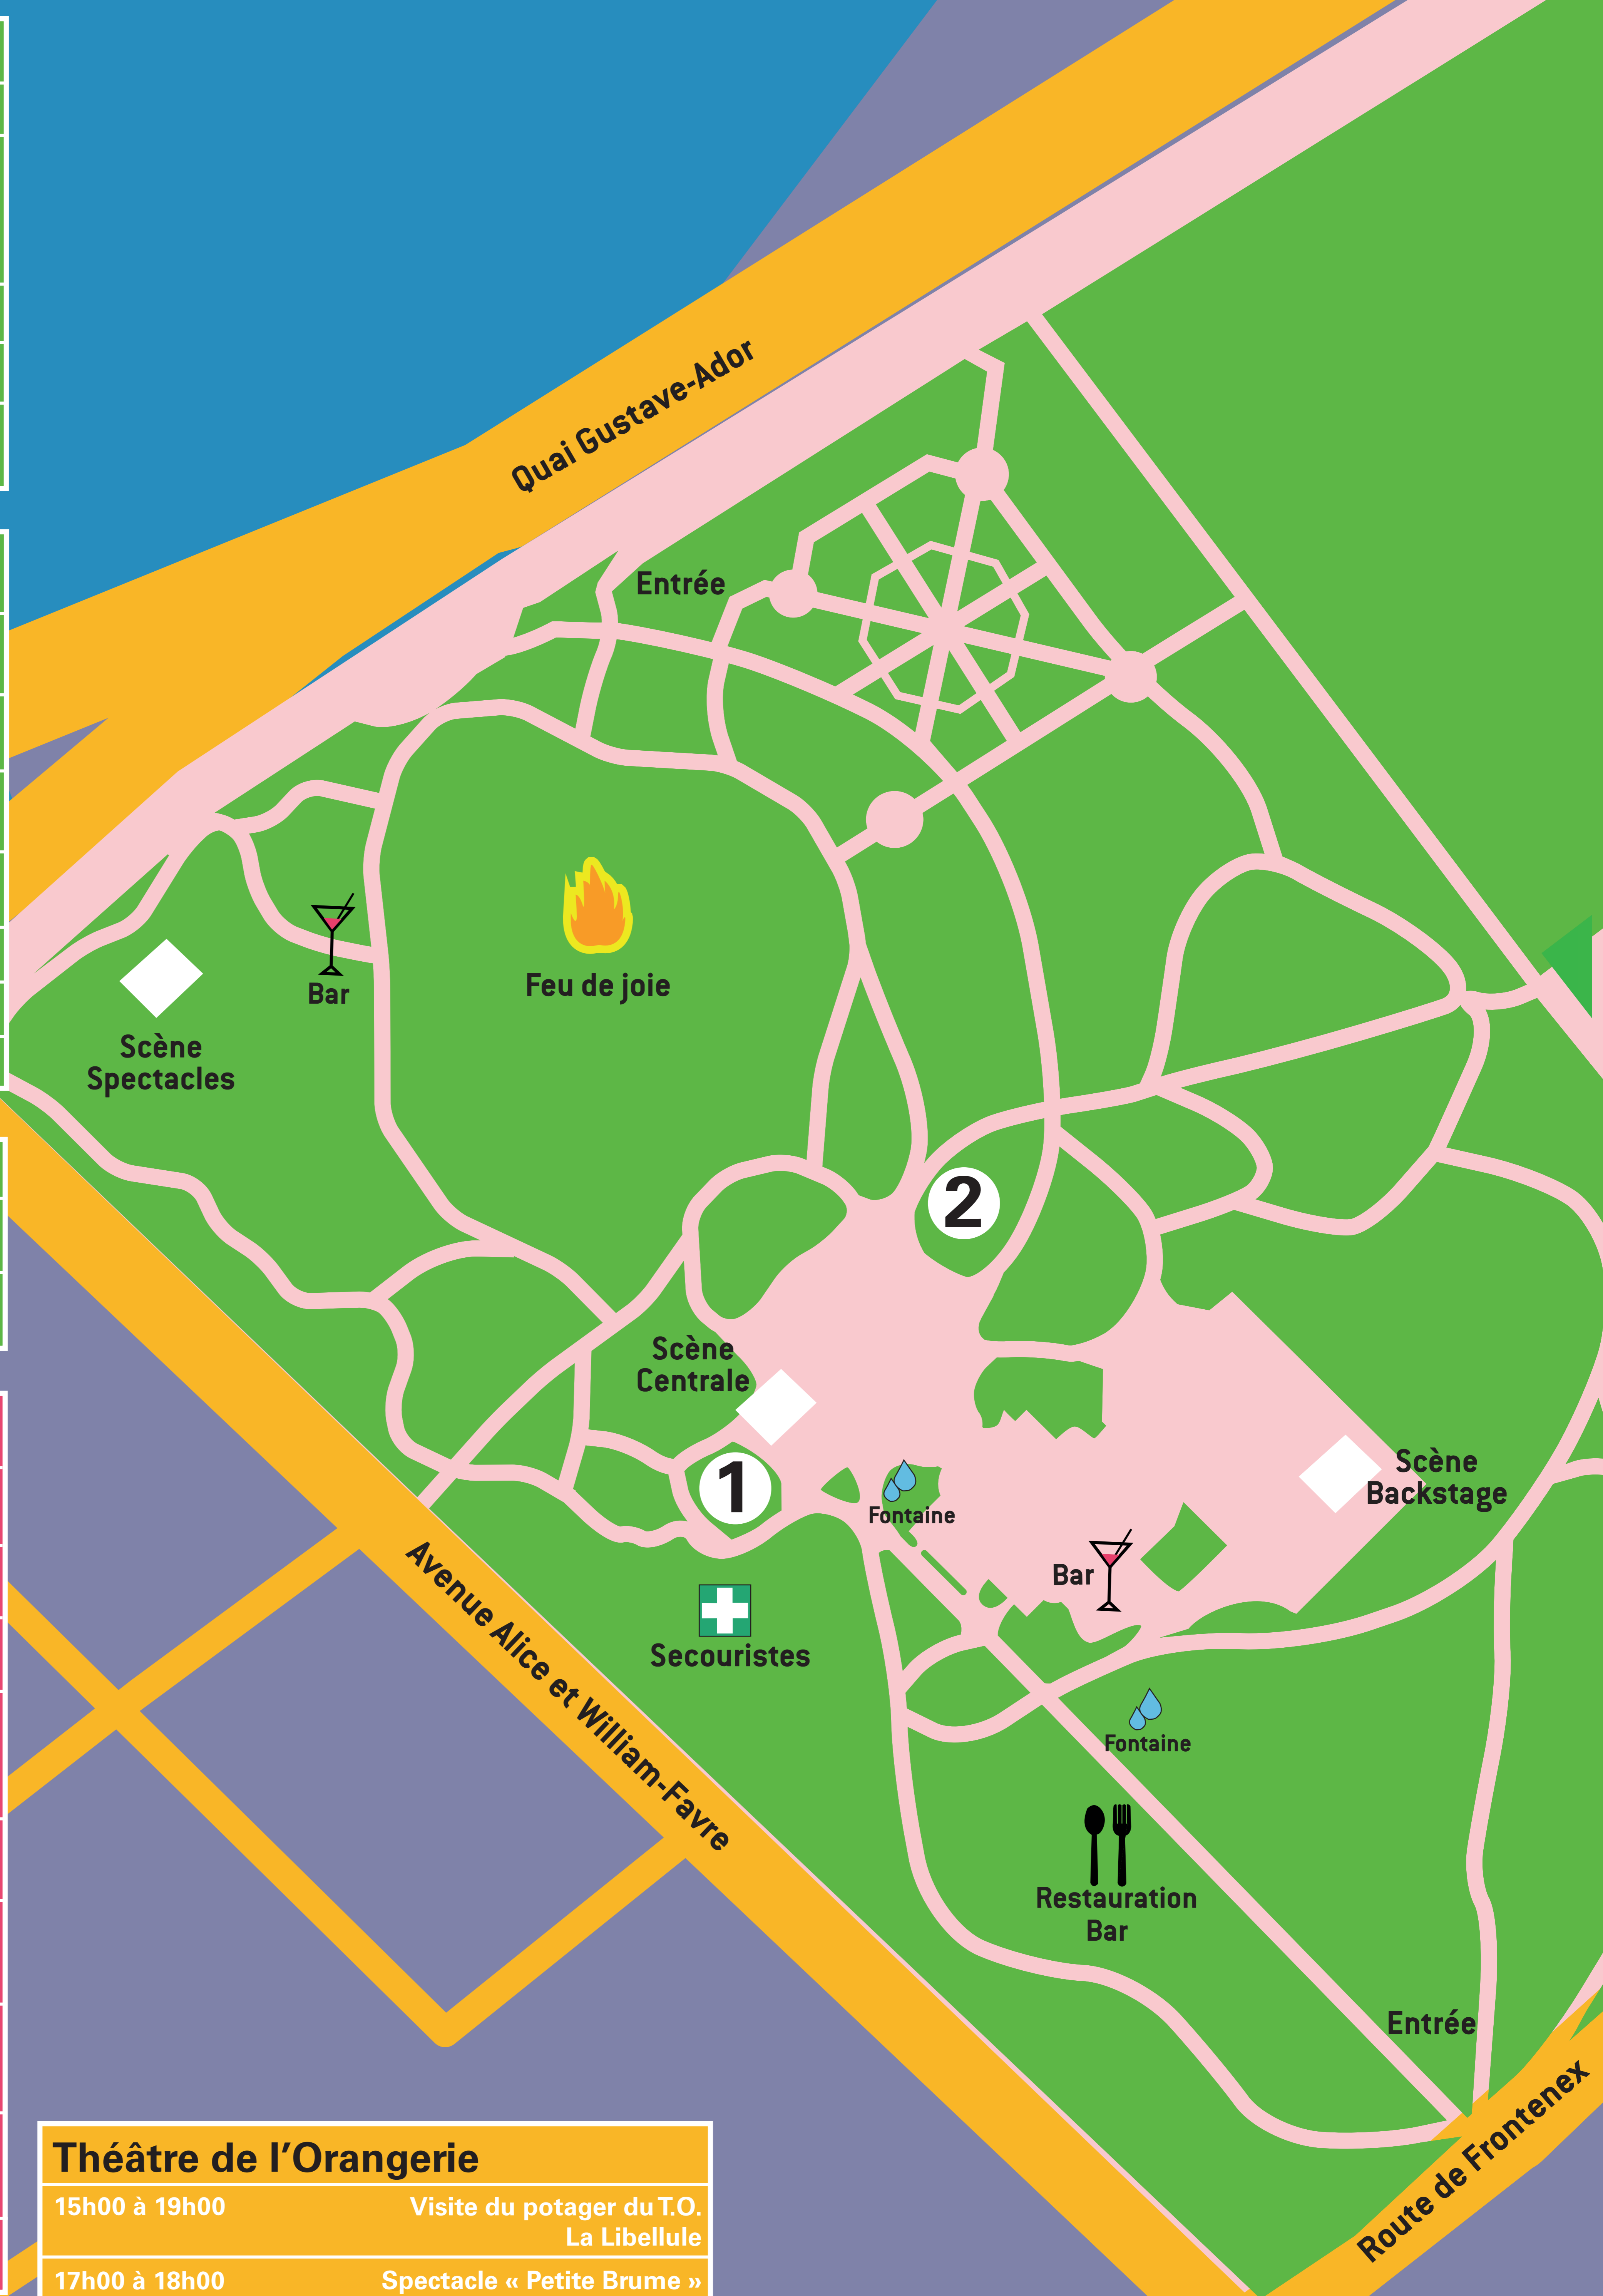 Quai Gustave-Ador
Entrée
Feu de joie
Bar
Scène
Spectacles
2
Scène
Centrale
1
Fontaine
Scène
Backstage
Bar
Secouristes
Avenue Alice et William-Favre
Fontaine
Restauration
Bar
Entrée
Route de Frontenex
Théâtre de l’Orangerie
15h00 à 19h00 Visite du potager du T.O.
La Libellule
17h00 à 18h00 Spectacle « Petite Brume »